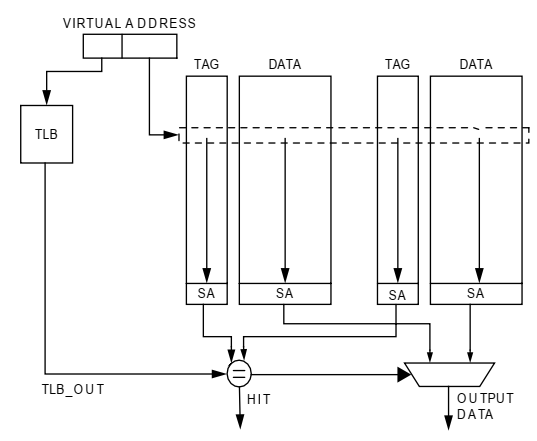 VIRTUAL ADDRESS
TAG DATA TAG DATA
TLB
SA SA SA SA
=
TLB_OUT
HIT
OUTPUT
DATA